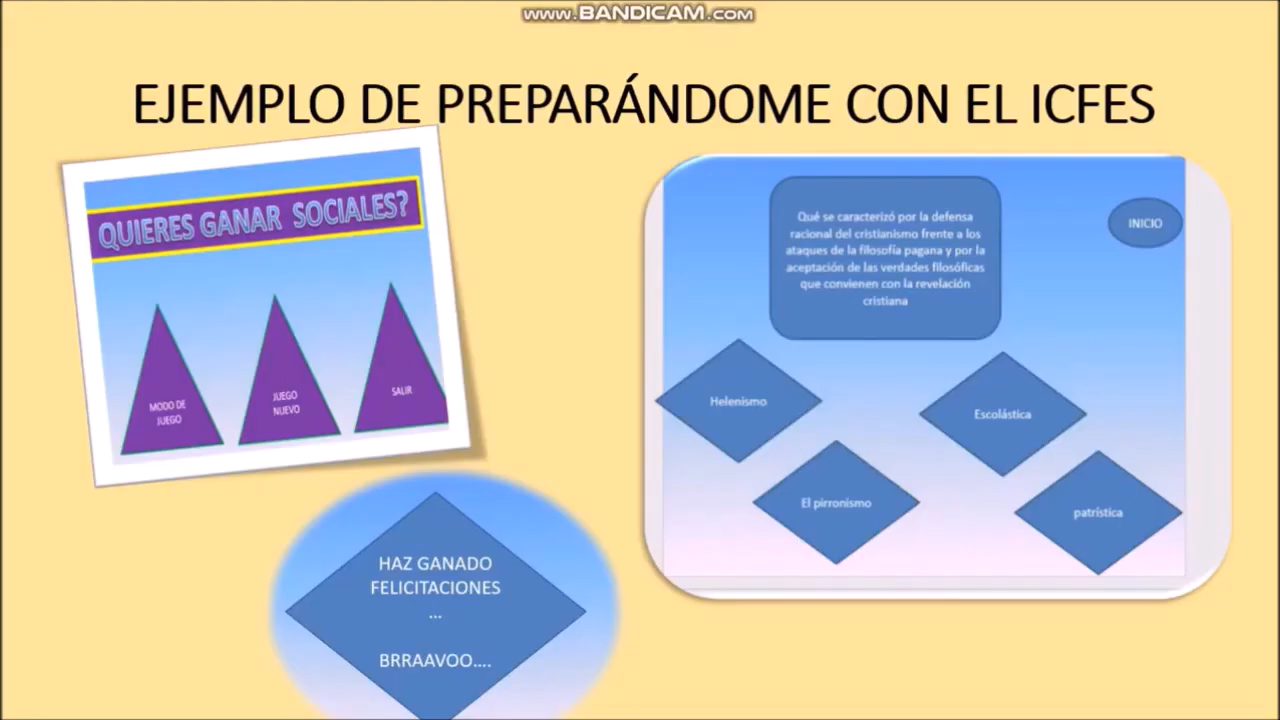 www.BANDICAM.com
EJEMPLO DE PREPARÁNDOME CON EL ICFES
QUIERES GANAR SOCIALES?
MODO DE
JUEGO
JUEGO
NUEVO
SALIR
Qué se caracterizó por la defensa
racional del cristianismo frente a los
ataques de la filosofía pagana y por la
aceptación de las verdades filosóficas
que convienen con la revelación
cristiana
INICIO
Helenismo
Escolástica
El pirronismo
patrística
HAZ GANADO
FELICITACIONES
...
BRRAAVOO....